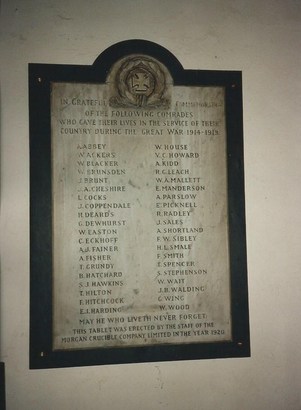 IN GRATEFUL
OF THE FOLLOWING COMRADES
WHO GAVE THEIR LIVES IN THE SERVICE OF THEIR
COUNTRY DURING THE GREAT WAR 1914-1918
A. ABBEY
W. ACKERS
W. BLACKER
W. BRUNSDEN
J. BRUNT
J. A. CHESHIRE
L. COCKS
J. COPPENDALE
R. DEARDS
C. DEWHURST
W. EASTON
C. ECKHOFF
A. J. FAINER
A. FISHER
T. GRUNDY
B. HATCHARD
S. J. HAWKINS
T. HILTON
E. HITCHCOCK
E. J. HARDING
W. HOUSE
V. C. HOWARD
A. KIDD
R. G. LEACH
W. A. MALLETT
E. MANDERSON
A. PARSLOW
E. PICKNELL
R. RADLEY
J. SALES
A. SHORTLAND
F. W. SIBLEY
H. L. SMALE
F. SMITH
E. SPENCER
S. STEPHENSON
W. WAIT
J. B. WALDING
G. WING
W. WOOD
MAY HE WHO LIVETH NEVER FORGET:
THIS TABLET WAS ERECTED BY THE STAFF OF THE
MORGAN CRUCIBLE COMPANY LIMITED IN THE YEAR 1920